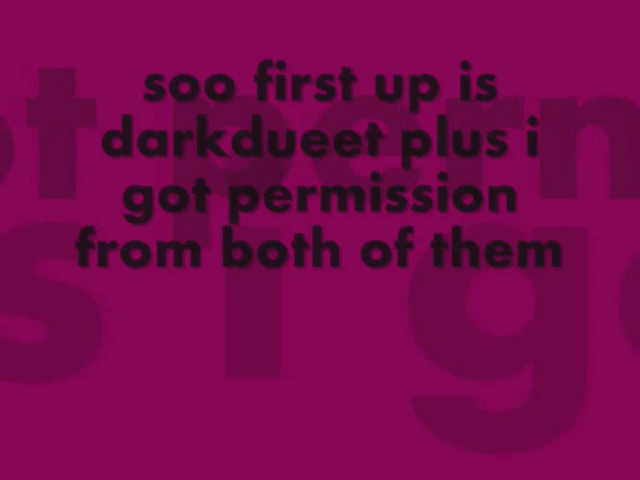 soo first up is
darkdueet plus i
got permission
from both of them